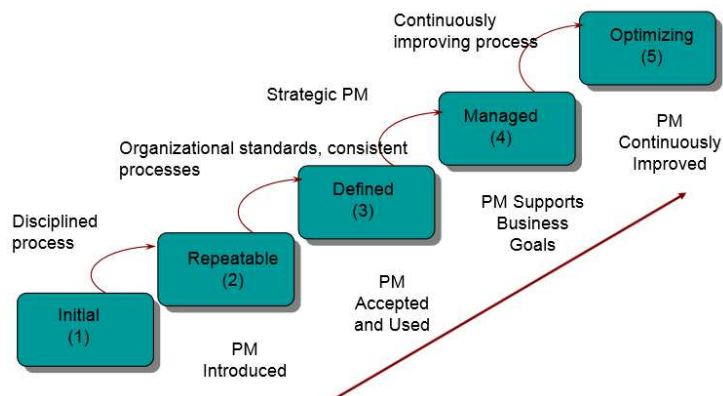 Continuously
improving process
Optimizing
(5)
Strategic PM
Managed
(4)
PM
Continuously
Improved
Organizational standards, consistent
processes
Defined
(3)
PM Supports
Business
Goals
Disciplined
process
Repeatable
(2)
PM
Accepted
and Used
Initial
(1)
PM
Introduced